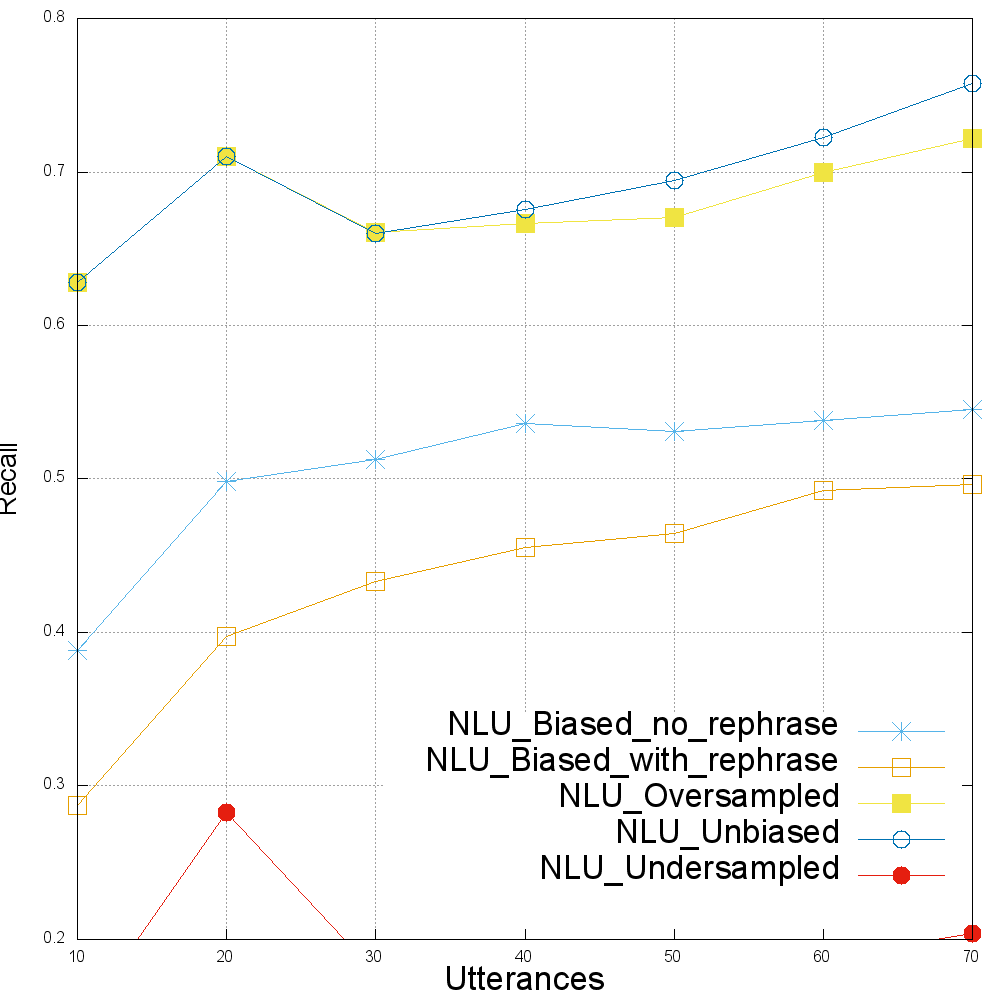 0.8
0.7
0.6
0.5
0.4
0.3
0.2
Recall
NLU_Biased_no_rephrase
NLU_Biased_with_rephrase
NLU_Oversampled
NLU_Unbiased
NLU_Undersampled
10 20 30 40 50 60 70
Utterances